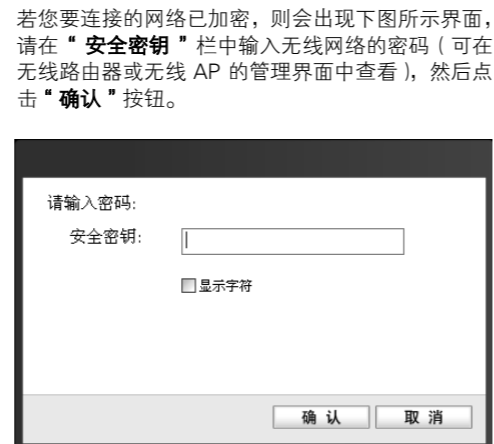 若您要连接的网络已加密，则会出现下图所示界面，
请在“安全密钥”栏中输入无线网络的密码（可在
无线路由器或无线 AP 的管理界面中查看），然后点
击“确认”按钮。
请输入密码:
安全密钥:
显示字符
确 认 取 消